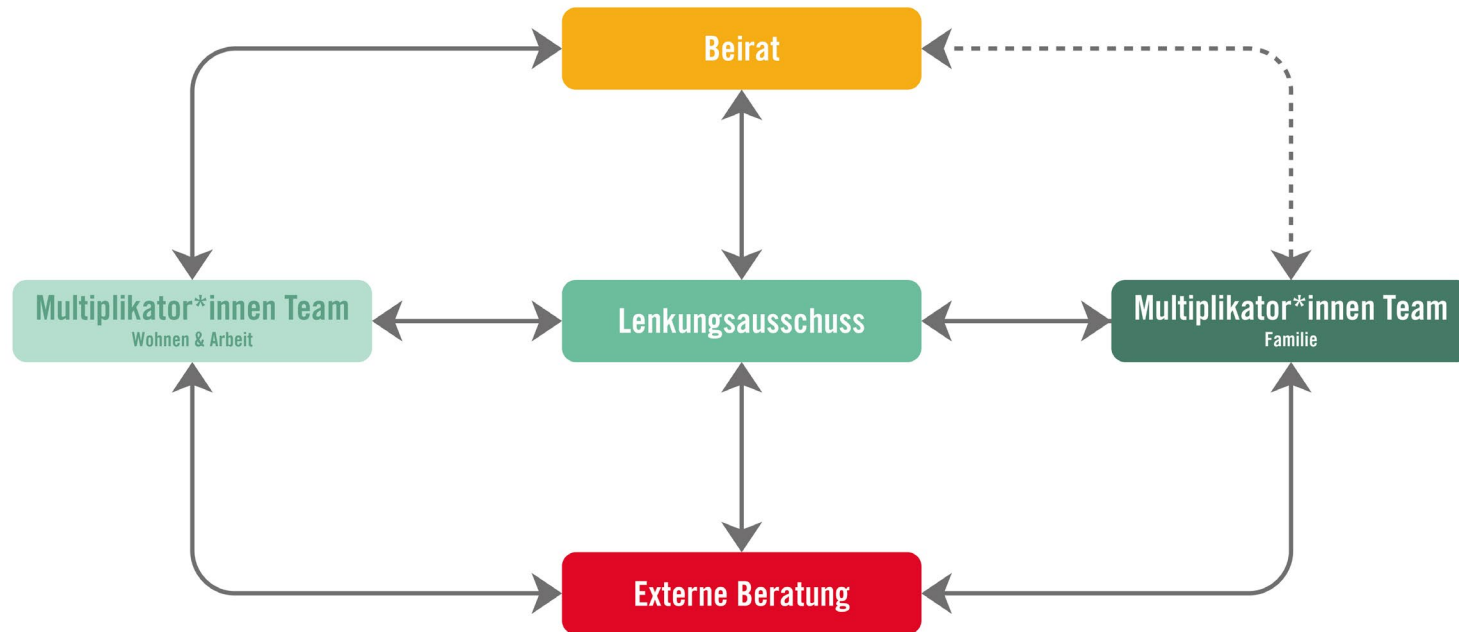 Beirat
Multiplikator*innen Team
Wohnen & Arbeit
Lenkungsausschuss
Multiplikator*innen Team
Familie
Externe Beratung